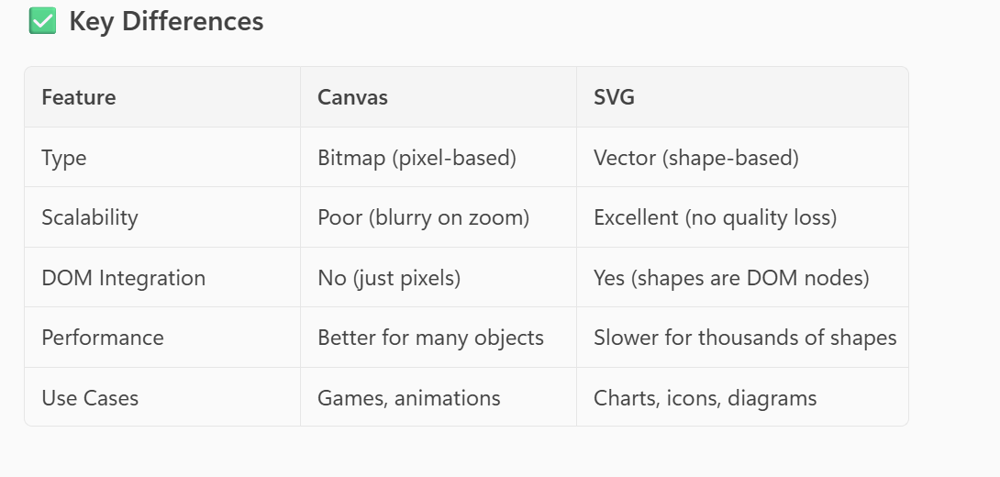 ✅ Key Differences
Feature Canvas SVG
Type Bitmap (pixel-based) Vector (shape-based)
Scalability Poor (blurry on zoom) Excellent (no quality loss)
DOM Integration No (just pixels) Yes (shapes are DOM nodes)
Performance Better for many objects Slower for thousands of shapes
Use Cases Games, animations Charts, icons, diagrams